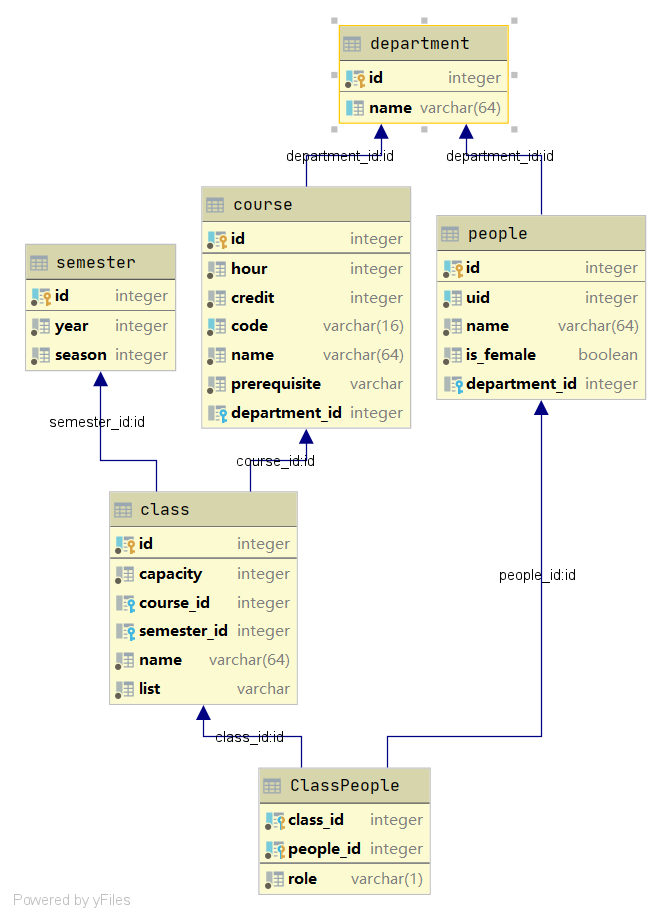 department
id integer
name varchar(64)
department_id:id
department_id:id
course
id integer
hour integer
credit integer
code varchar(16)
name varchar(64)
prerequisite varchar
department_id integer
people
id integer
uid integer
name varchar(64)
is_female boolean
department_id integer
semester
id integer
year integer
season integer
semester_id:id
course_id:id
class
id integer
capacity integer
course_id integer
semester_id integer
name varchar(64)
list varchar
people_id:id
class_id:id
ClassPeople
class_id integer
people_id integer
role varchar(1)
Powered by yFiles